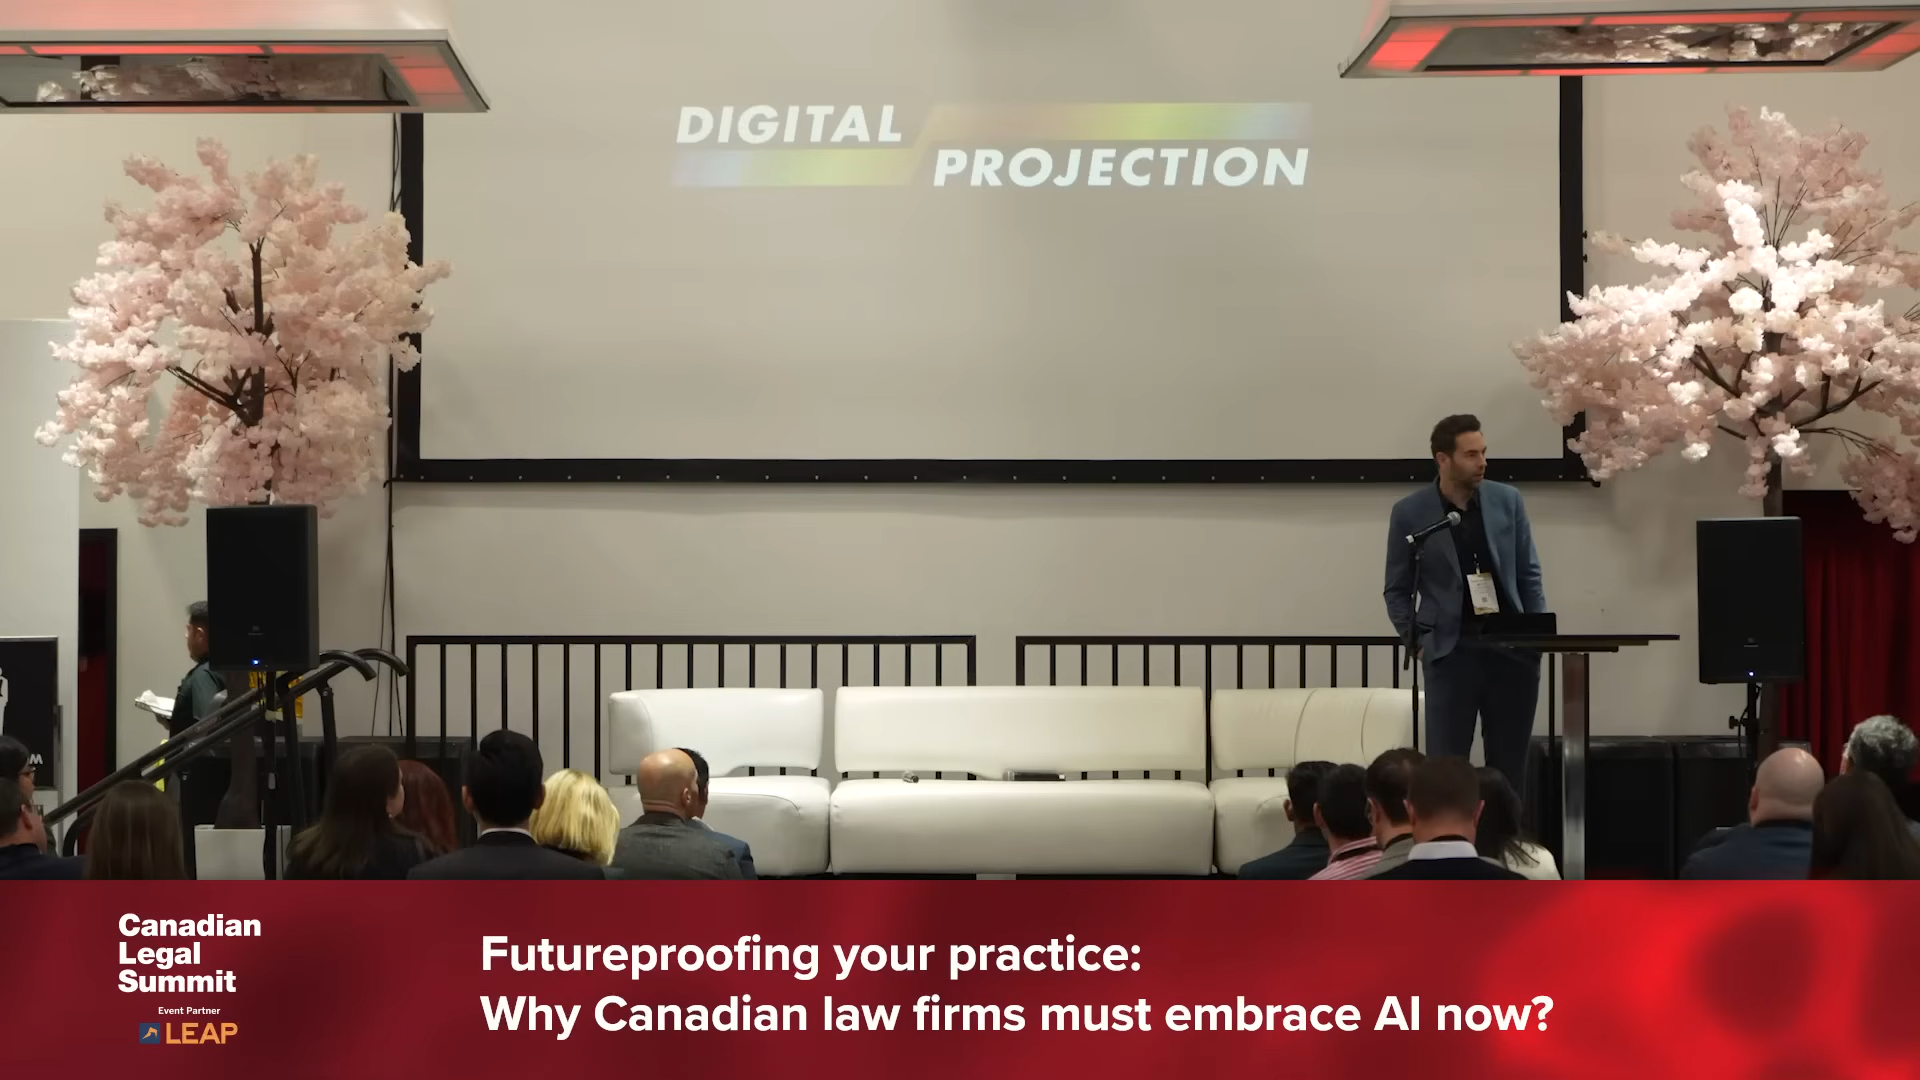 DIGITAL
PROJECTION
Canadian
Legal
Summit
Event Partner
LEAP
Futureproofing your practice:
Why Canadian law firms must embrace AI now?